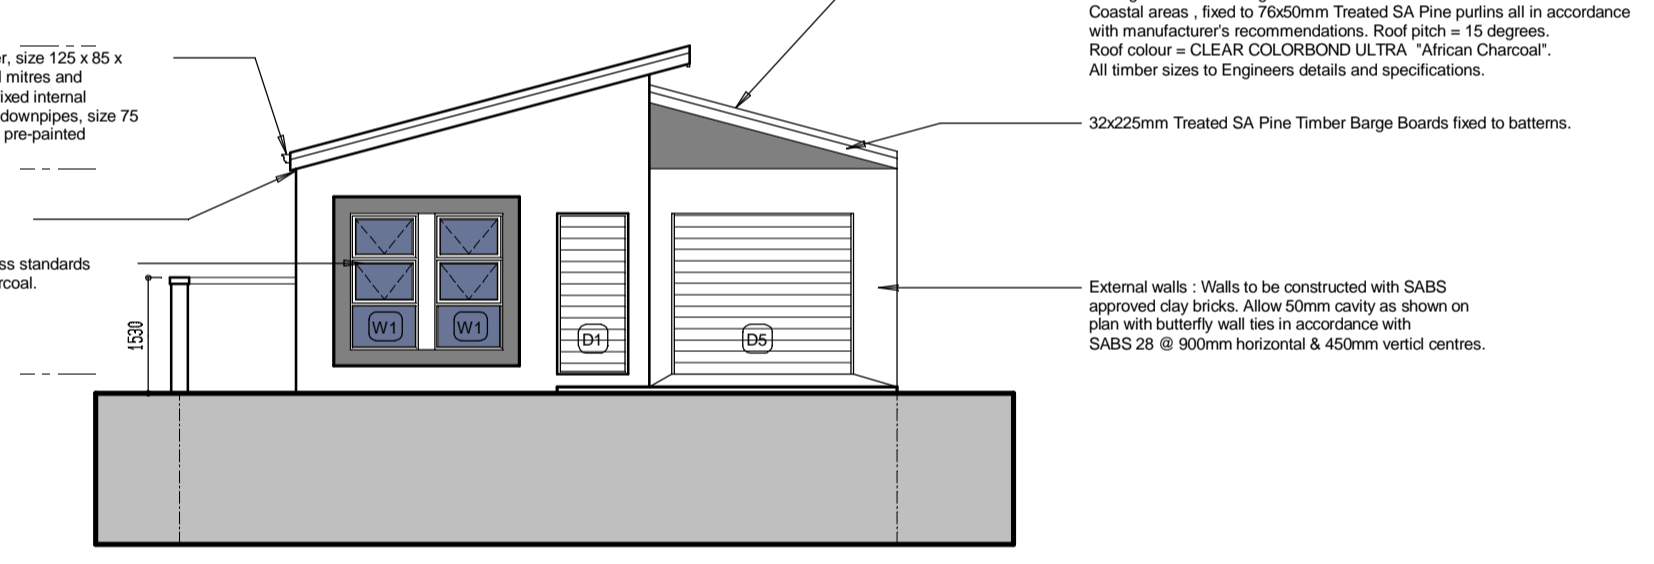 size 125 x 85 x
mitres and
internal
downpipes, size 75
pre-painted
standards
1530
W1 W1 D1 D5
Coastal areas , fixed to 76x50mm Treated SA Pine purlins all in accordance
with manufacturer's recommendations. Roof pitch = 15 degrees.
Roof colour = CLEAR COLORBOND ULTRA "African Charcoal".
All timber sizes to Engineers details and specifications.
32x225mm Treated SA Pine Timber Barge Boards fixed to batterns.
External walls : Walls to be constructed with SABS
approved clay bricks. Allow 50mm cavity as shown on
plan with butterfly wall ties in accordance with
SABS 28 @ 900mm horizontal & 450mm verticl centres.